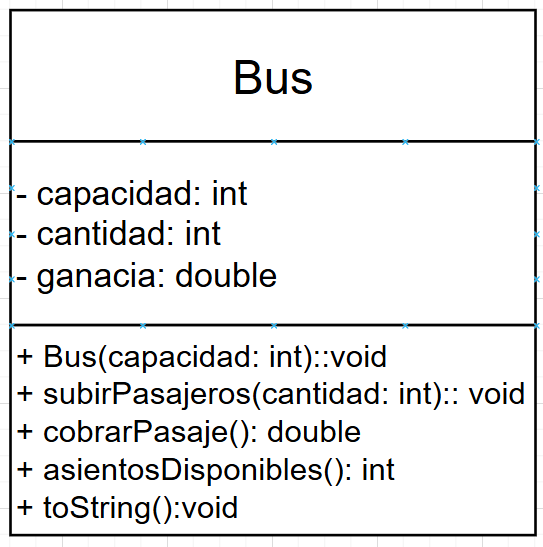 Bus
- capacidad: int
- cantidad: int
- ganacia: double
+ Bus(capacidad: int)::void
+ subirPasajeros(cantidad: int):: void
+ cobrarPasaje(): double
+ asientosDisponibles(): int
+ toString():void